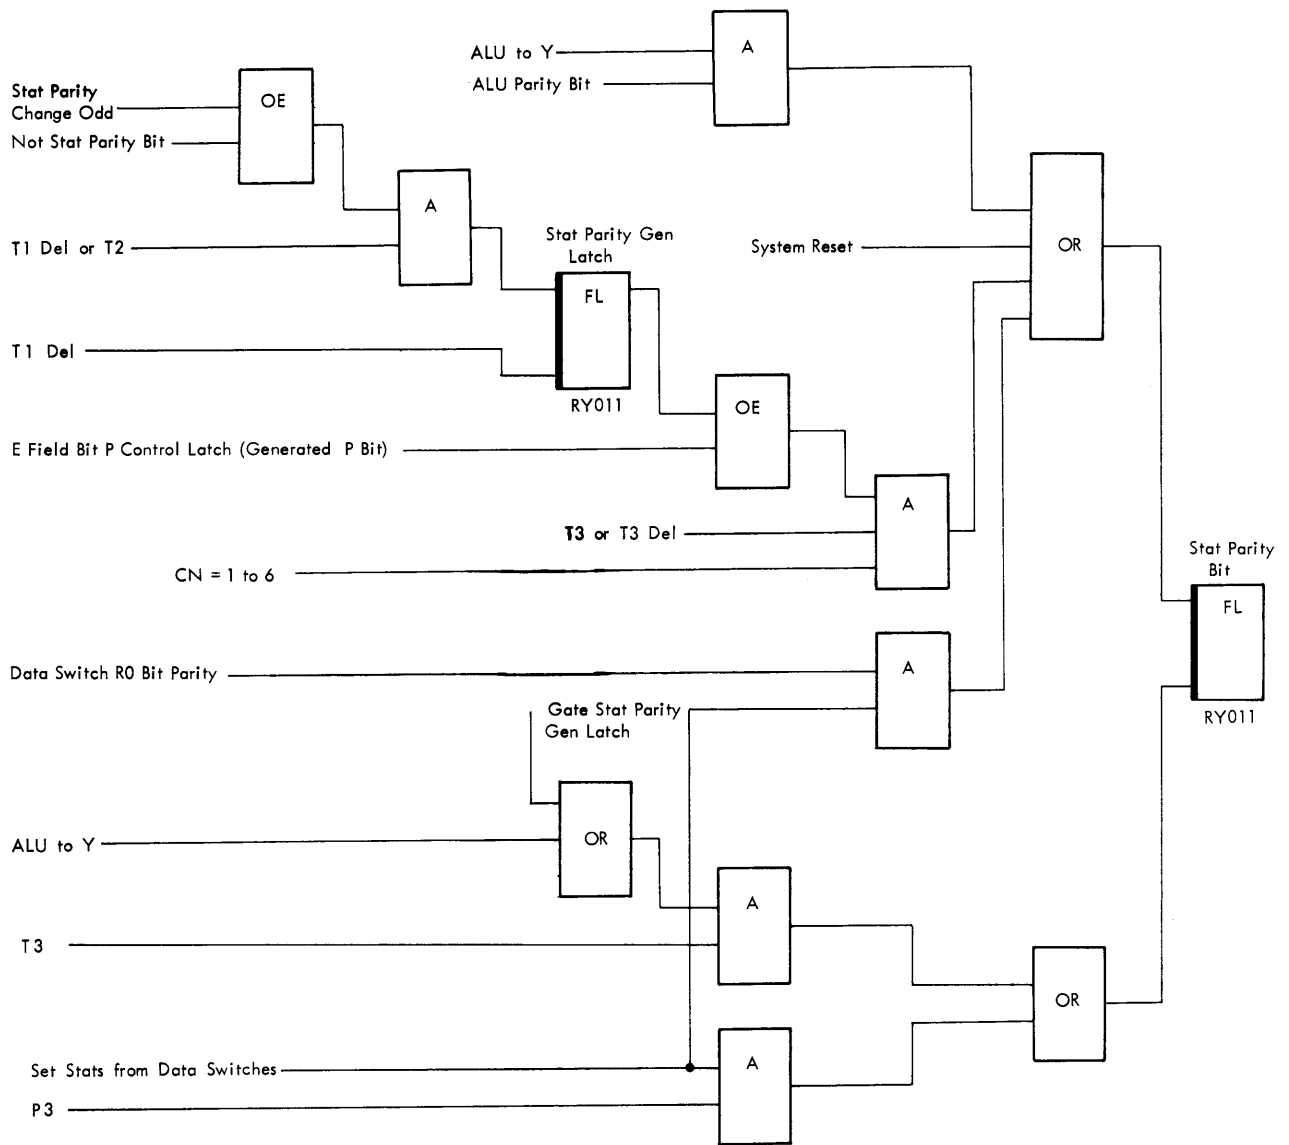 ALU to Y
A
ALU Parity Bit
Stat Parity
Change Odd
OE
Not Stat Parity Bit
A
T1 Del or T2
Stat Parity Gen
Latch
System Reset
OR
FL
T1 Del
RY011
OE
E Field Bit P Control Latch (Generated P Bit)
A
T3 or T3 Del
CN = 1 to 6
Stat Parity
Bit
FL
RY011
Data Switch R0 Bit Parity
A
Gate Stat Parity
Gen Latch
ALU to Y
OR
A
T3
OR
Set Stats from Data Switches
A
P3